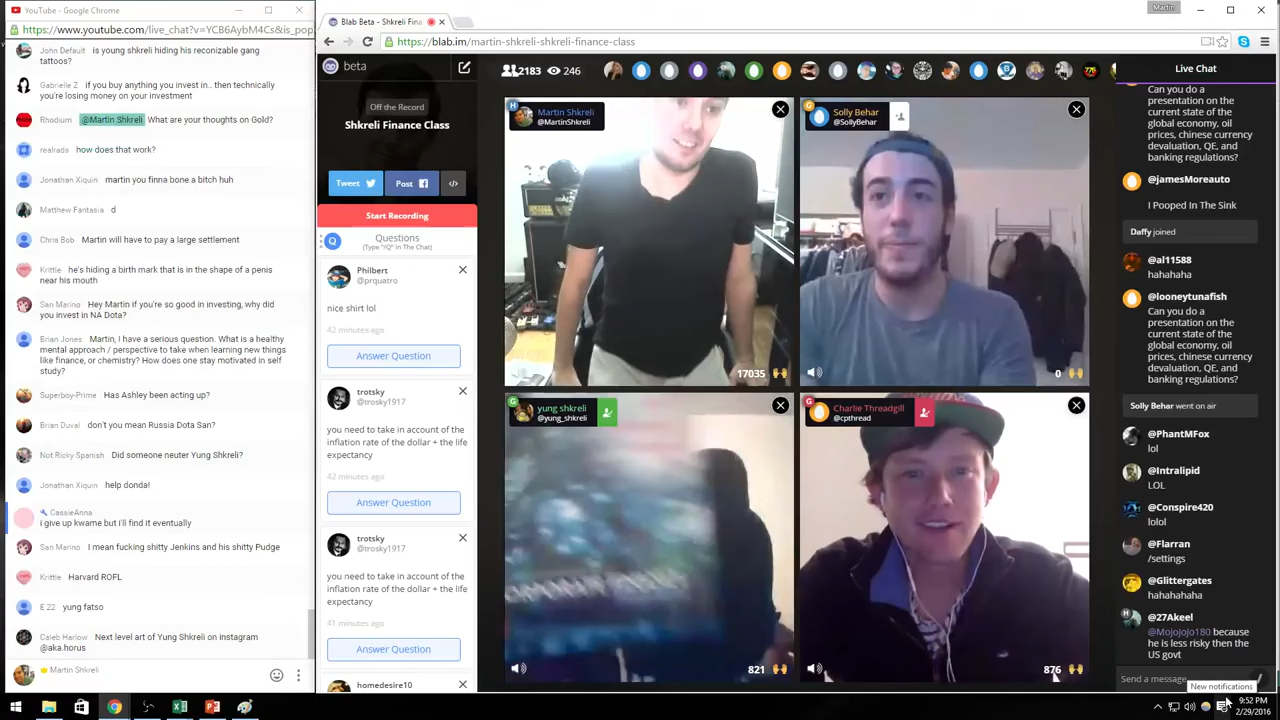 YouTube - Google Chrome
https://www.youtube.com/live_chat?v=YCB6AybM4Cs&is_pop
John Default is young shkreli hiding his reconizable gang
tattoos?
Gabrielle Z if you buy anything you invest in.. then technically
you're losing money on your investment
Rhodium @Martin Shkreli What are your thoughts on Gold?
realrads how does that work?
Jonathan Xiquin martin you finna bone a bitch huh
Matthew Fantasia d
Chris Bob Martin will have to pay a large settlement
Krittle he's hiding a birth mark that is in the shape of a penis
near his mouth
San Marino Hey Martin if you're so good in investing, why did
you invest in NA Dota?
Brian Jones Martin, I have a serious question. What is a healthy
mental approach / perspective to take when learning new things
like finance, or chemistry? How does one stay motivated in self
study?
Superboy-Prime Has Ashley been acting up?
Brian Duval don't you mean Russia Dota San?
Not Ricky Spanish Did someone neuter Yung Shkreli?
Jonathan Xiquin help donda!
CassieAnna
i give up kwame but i'll find it eventually
San Marino I mean fucking shitty Jenkins and his shitty Pudge
Krittle Harvard ROFL
E 22 yung fatso
Caleb Harlow Next level art of Yung Shkreli on instagram
@aka.horus
Martin Shkreli
Martin
Blab Beta - Shkreli Fina
https://blab.im/martin-shkreli-shkreli-finance-class
beta
2183
246
Off the Record
Shkreli Finance Class
Tweet
Post
Start Recording
Q
Questions
(Type "/Q" In The Chat)
Philbert
@prquatro
nice shirt lol
42 minutes ago
Answer Question
trotsky
@trosky1917
you need to take in account of the
inflation rate of the dollar + the life
expectancy
42 minutes ago
Answer Question
trotsky
@trosky1917
you need to take in account of the
inflation rate of the dollar + the life
expectancy
41 minutes ago
Answer Question
homedesire10
H
Martin Shkreli
@MartinShkreli
17035
G
Solly Behar
@SollyBehar
0
G
yung shkreli
@yung_shkreli
821
G
Charlie Threadgill
@cpthread
876
Live Chat
Can you do a
presentation on the
current state of the
global economy, oil
prices, chinese currency
devaluation, QE, and
banking regulations?
@jamesMoreauto
I Pooped In The Sink
Daffy joined
@al11588
hahahaha
@looneytunafish
Can you do a
presentation on the
current state of the
global economy, oil
prices, chinese currency
devaluation, QE, and
banking regulations?
Solly Behar went on air
@PhantMFox
lol
@Intralipid
LOL
@Conspire420
lolol
@Flarran
/settings
@Glittergates
hahahahaha
H
@27Akeel
@MoJoJoJo180 because
he is less risky then the
US govt
Send a message
New notifications
9:52 PM
2/29/2016